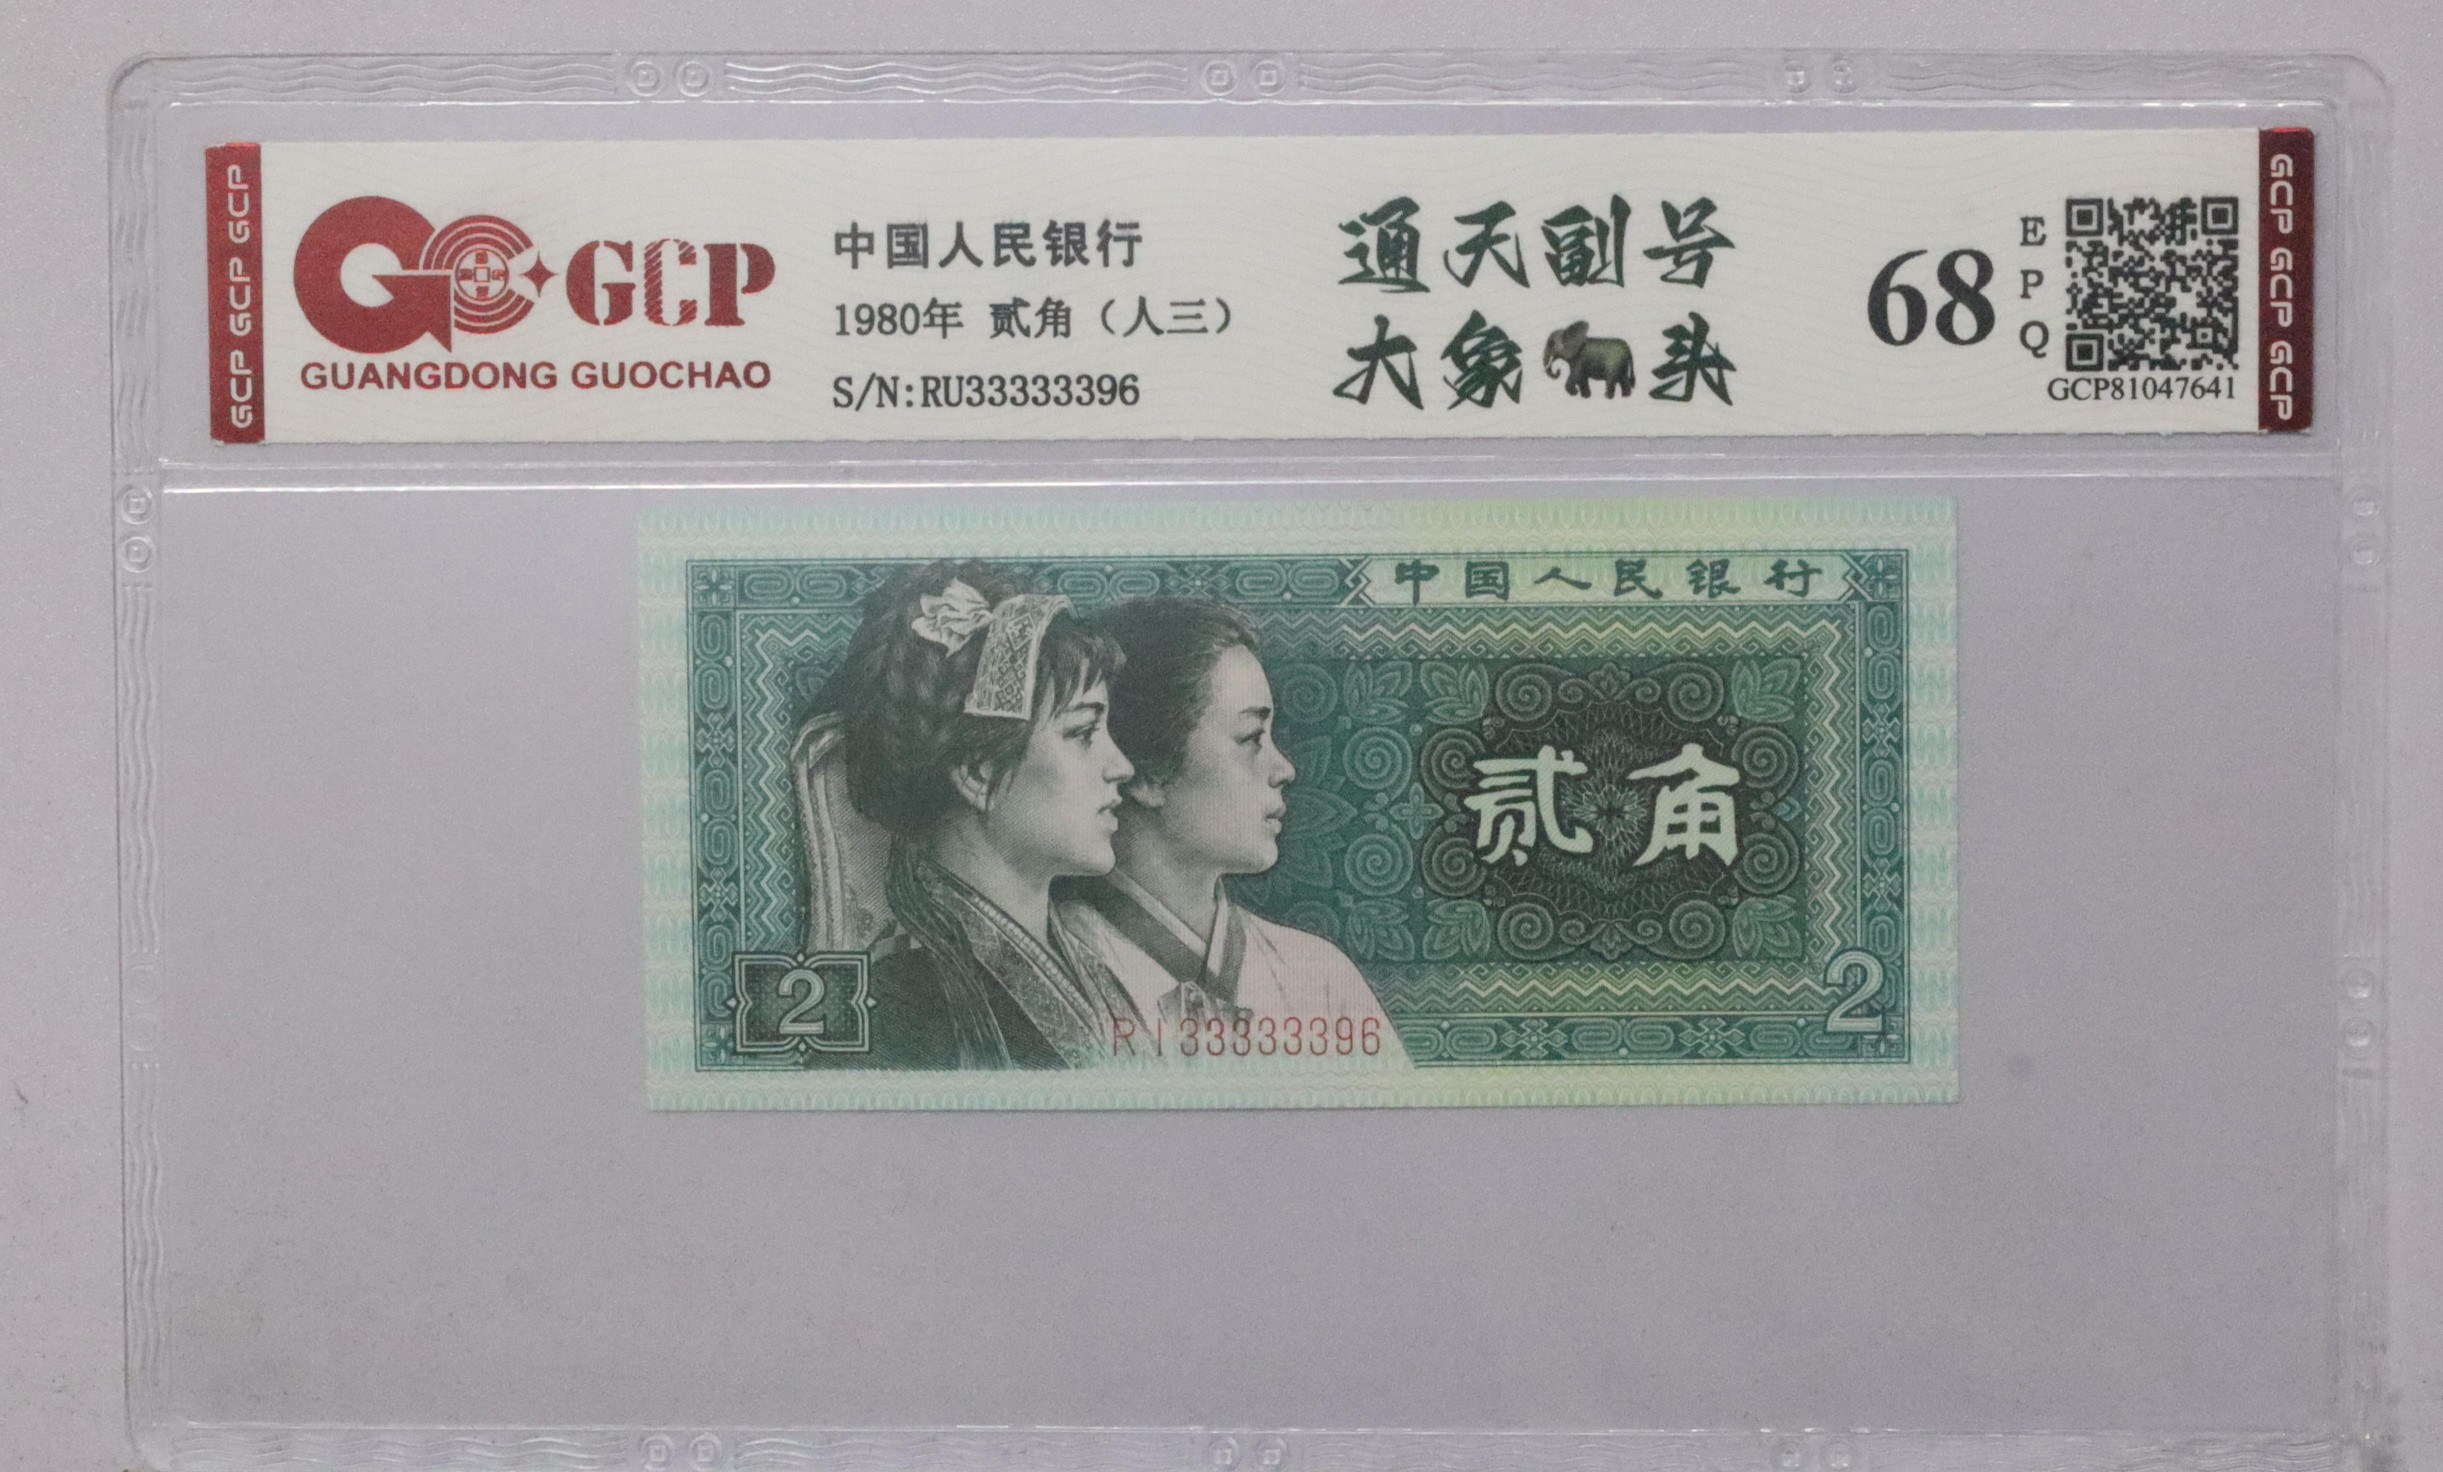 GCP GCP GCP
GCP
GUANGDONG GUOCHAO
中国人民银行
1980年 贰角（人三）
S/N:RU33333396
通天副号
大象🐘头
68
EPQ
GCP81047641
GCP GCP GCP
中国人民银行
贰角
2
2
RI33333396